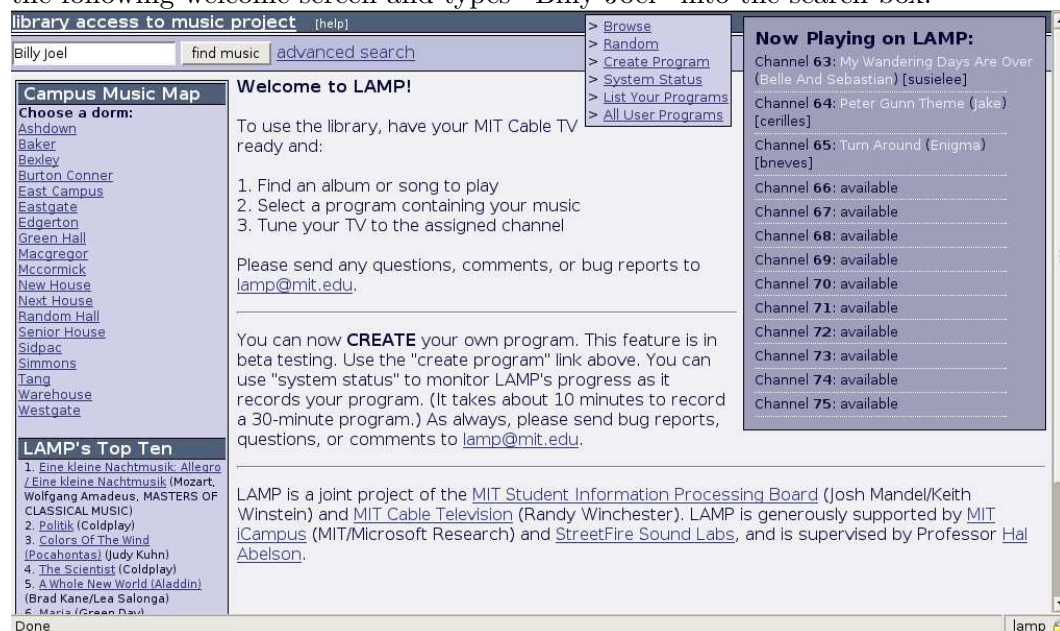 the following welcome screen and types "Billy Joel" into the search box.
library access to music project [help]
Billy Joel find music advanced search
> Browse
> Random
> Create Program
> System Status
> List Your Programs
> All User Programs
Campus Music Map
Choose a dorm:
Ashdown
Baker
Bexley
Burton Conner
East Campus
Eastgate
Edgerton
Green Hall
Macgregor
Mccormick
New House
Next House
Random Hall
Senior House
Sidpac
Simmons
Tang
Warehouse
Westgate
LAMP's Top Ten
1. Eine kleine Nachtmusik: Allegro
/ Eine kleine Nachtmusik (Mozart,
Wolfgang Amadeus, MASTERS OF
CLASSICAL MUSIC)
2. Politik (Coldplay)
3. Colors Of The Wind
(Pocahontas) (Judy Kuhn)
4. The Scientist (Coldplay)
5. A Whole New World (Aladdin)
(Brad Kane/Lea Salonga)
6. Maria (Green Day)
Welcome to LAMP!
To use the library, have your MIT Cable TV
ready and:
1. Find an album or song to play
2. Select a program containing your music
3. Tune your TV to the assigned channel
Please send any questions, comments, or bug reports to
lamp@mit.edu.
You can now CREATE your own program. This feature is in
beta testing. Use the "create program" link above. You can
use "system status" to monitor LAMP's progress as it
records your program. (It takes about 10 minutes to record
a 30-minute program.) As always, please send bug reports,
questions, or comments to lamp@mit.edu.
LAMP is a joint project of the MIT Student Information Processing Board (Josh Mandel/Keith
Winstein) and MIT Cable Television (Randy Winchester). LAMP is generously supported by MIT
iCampus (MIT/Microsoft Research) and StreetFire Sound Labs, and is supervised by Professor Hal
Abelson.
Now Playing on LAMP:
Channel 63: My Wandering Days Are Over
(Belle And Sebastian) [susielee]
Channel 64: Peter Gunn Theme (Jake)
[cerilles]
Channel 65: Turn Around (Enigma)
[bneves]
Channel 66: available
Channel 67: available
Channel 68: available
Channel 69: available
Channel 70: available
Channel 71: available
Channel 72: available
Channel 73: available
Channel 74: available
Channel 75: available
Done
lamp